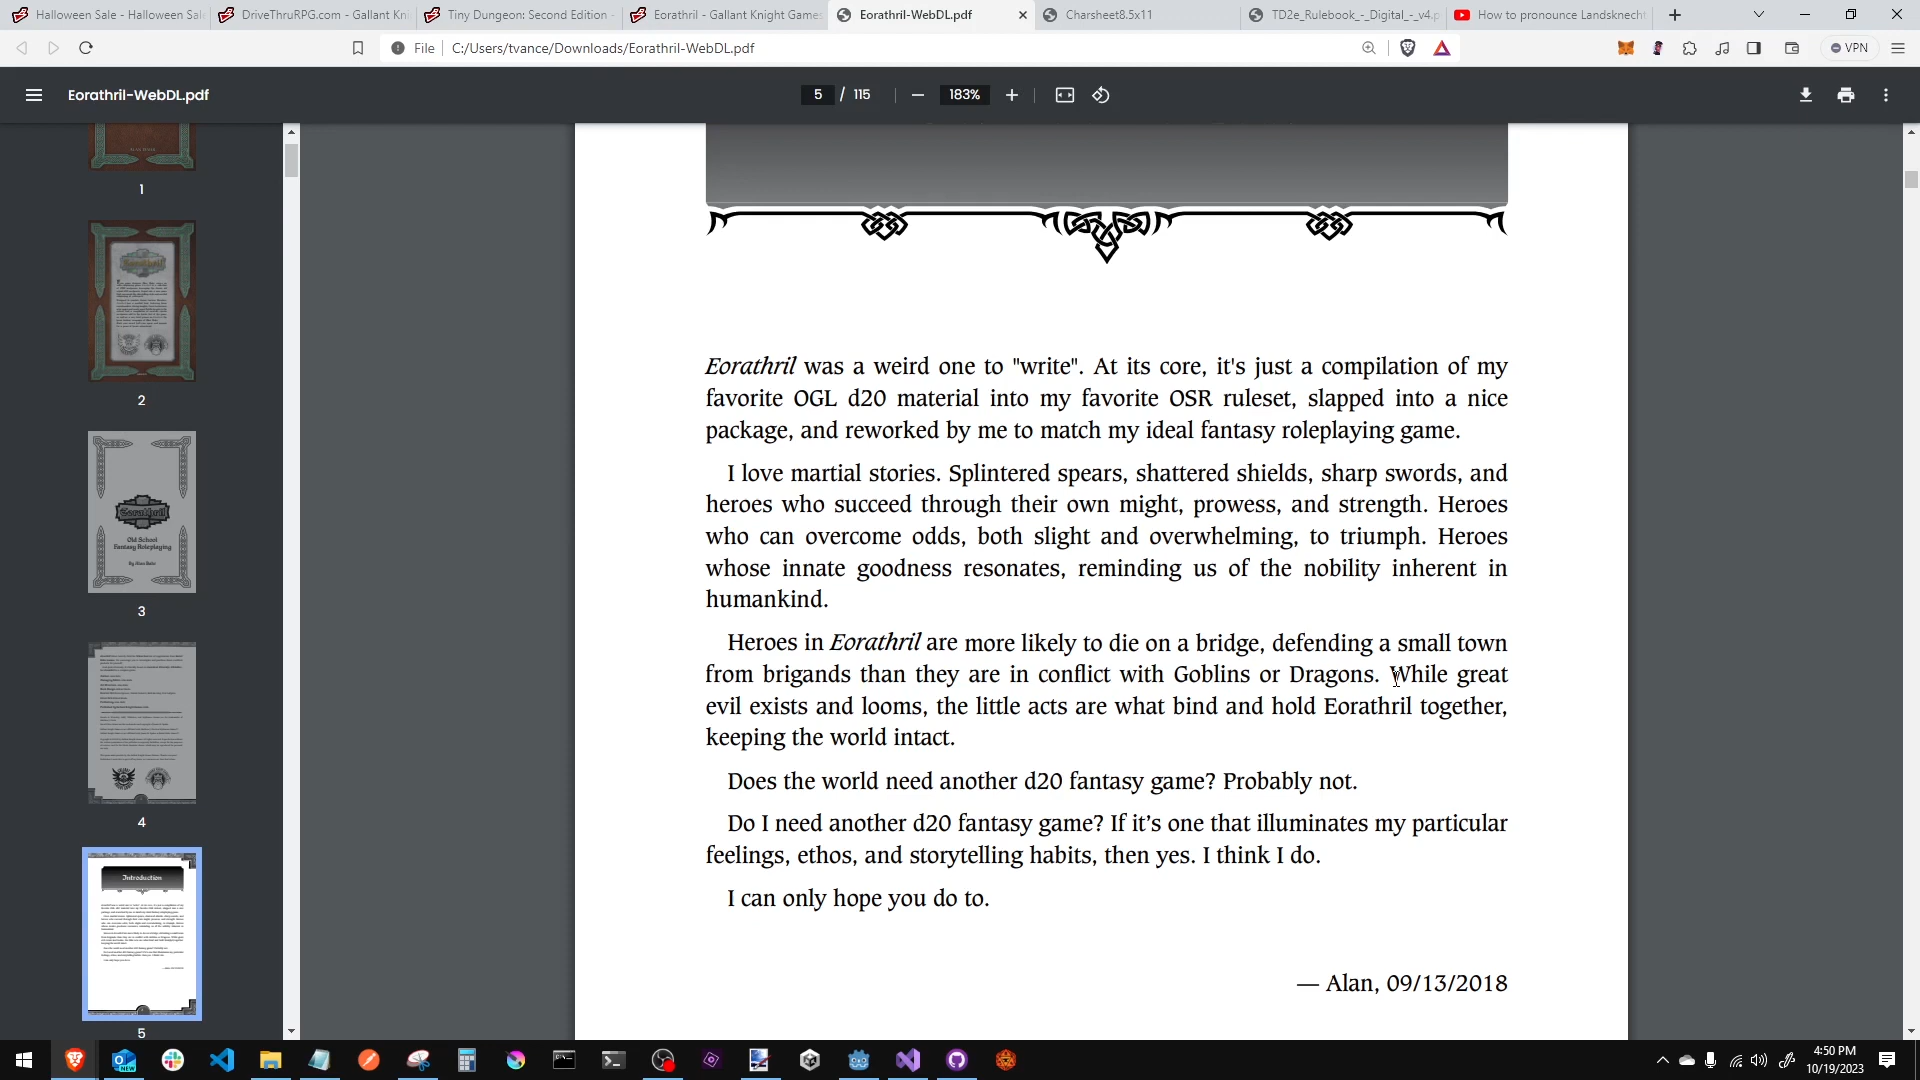 Halloween Sale - Halloween Sal
DriveThruRPG.com - Gallant Kni
Tiny Dungeon: Second Edition -
Eorathril - Gallant Knight Games
Eorathril-WebDL.pdf
Charsheet8.5x11
TD2e_Rulebook_-_Digital_-_v4.p
How to pronounce Landsknecht
File
C:/Users/tvance/Downloads/Eorathril-WebDL.pdf
VPN
Eorathril-WebDL.pdf
5 / 115
183%
1
2
Eorathril
Old School
Fantasy Roleplaying
3
4
Introduction
5
Eorathril was a weird one to "write". At its core, it's just a compilation of my
favorite OGL d20 material into my favorite OSR ruleset, slapped into a nice
package, and reworked by me to match my ideal fantasy roleplaying game.
I love martial stories. Splintered spears, shattered shields, sharp swords, and
heroes who succeed through their own might, prowess, and strength. Heroes
who can overcome odds, both slight and overwhelming, to triumph. Heroes
whose innate goodness resonates, reminding us of the nobility inherent in
humankind.
Heroes in Eorathril are more likely to die on a bridge, defending a small town
from brigands than they are in conflict with Goblins or Dragons. While great
evil exists and looms, the little acts are what bind and hold Eorathril together,
keeping the world intact.
Does the world need another d20 fantasy game? Probably not.
Do I need another d20 fantasy game? If it’s one that illuminates my particular
feelings, ethos, and storytelling habits, then yes. I think I do.
I can only hope you do to.
— Alan, 09/13/2018
NEW
4:50 PM
10/19/2023